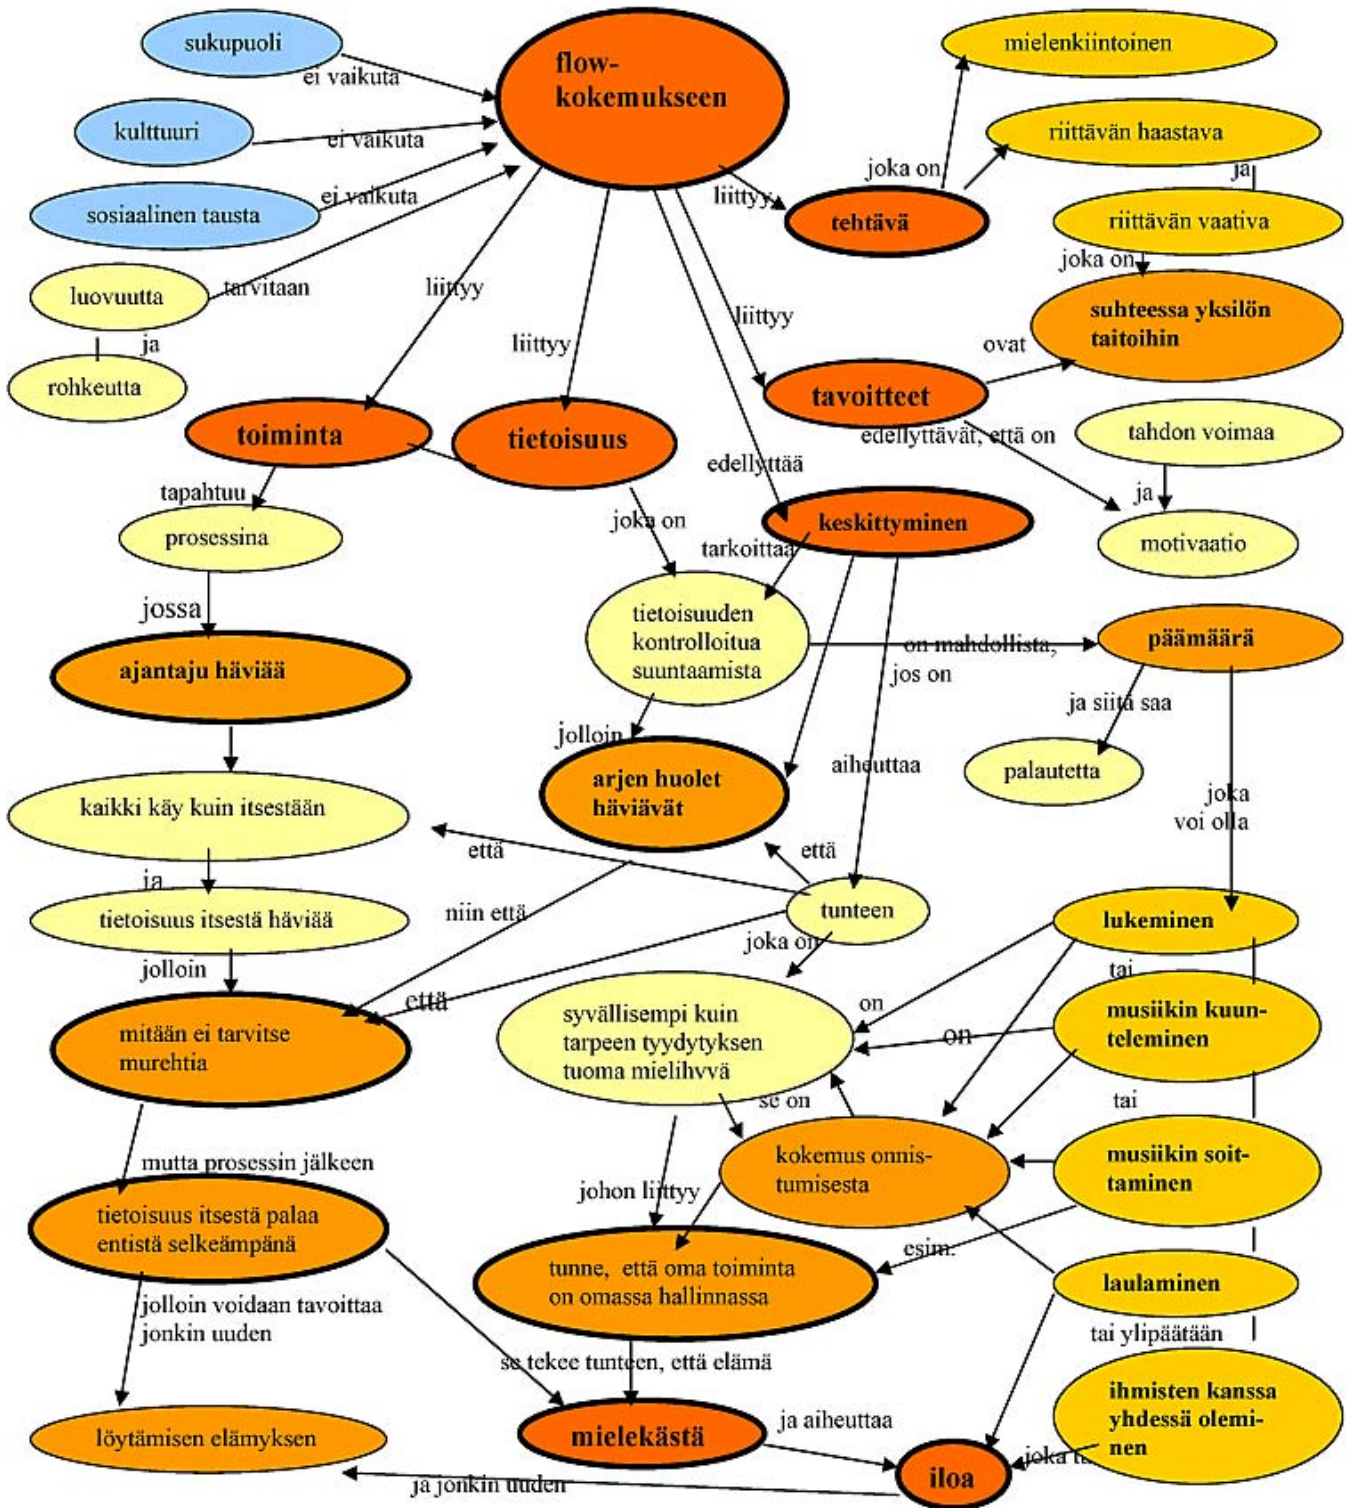 sukupuoli
ei vaikuta
flow-
kokemukseen
mielenkiintoinen
kulttuuri
ei vaikuta
riittävän haastava
joka on
ja
sosiaalinen tausta
ei vaikuta
liittyy
tehtävä
riittävän vaativa
joka on
luovuutta
tarvitaan
liittyy
liittyy
suhteessa yksilön
taitoihin
ja
liittyy
ovat
rohkeutta
tavoitteet
toiminta
tietoisuus
edellyttävät, että on
tahdon voimaa
edellyttää
tapahtuu
ja
prosessina
joka on
keskittyminen
tarkoittaa
motivaatio
jossa
tietoisuuden
kontrolloitua
suuntaamista
on mahdollista,
jos on
päämäärä
ajantaju häviää
ja siitä saa
jolloin
palautetta
kaikki käy kuin itsestään
arjen huolet
häviävät
aiheuttaa
joka
voi olla
että
että
ja
tietoisuus itsestä häviää
niin että
tunteen
lukeminen
joka on
jolloin
tai
että
on
mitään ei tarvitse
murehtia
syvällisempi kuin
tarpeen tyydytyksen
tuoma mielihvvä
on
musiikin kuun-
teleminen
se on
tai
mutta prosessin jälkeen
kokemus onnis-
tumisesta
musiikin soit-
taminen
johon liittyy
tietoisuus itsestä palaa
entistä selkeämpänä
esim.
tunne, että oma toiminta
on omassa hallinnassa
laulaminen
jolloin voidaan tavoittaa
jonkin uuden
tai ylipäätään
se tekee tunteen, että elämä
ihmisten kanssa
yhdessä olemi-
nen
löytämisen elämyksen
mielekästä
ja aiheuttaa
joka
iloa
ja jonkin uuden